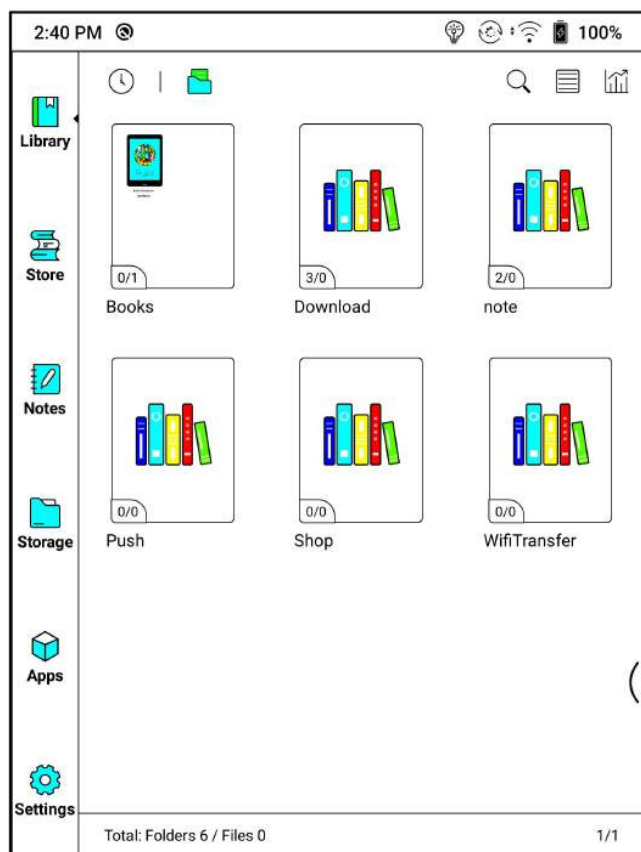 2:40 PM 100%
Library
Store
Notes
Storage
Apps
Settings
0/1
Books
3/0
Download
2/0
note
0/0
Push
0/0
Shop
0/0
WifiTransfer
Total: Folders 6 / Files 0 1/1